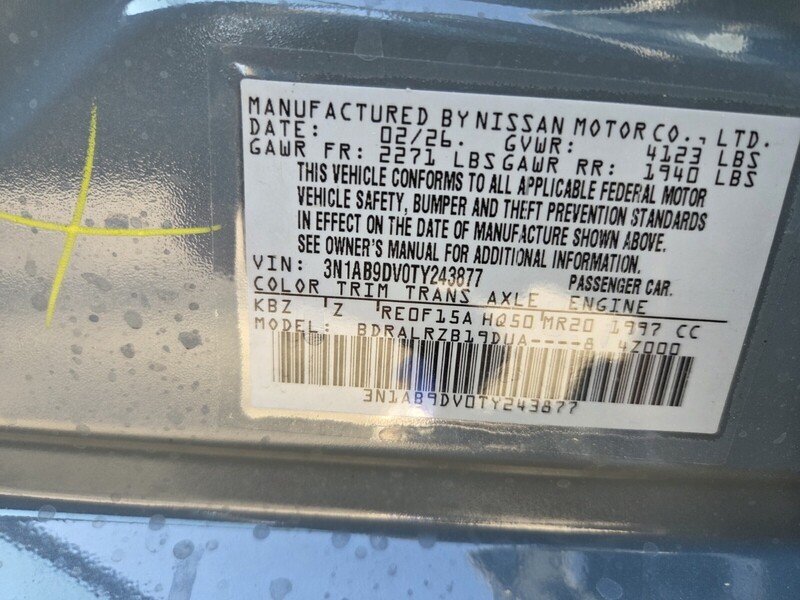 MANUFACTURED BY NISSAN MOTOR CO., LTD.
DATE: 02/26. GVWR: 4123 LBS
GAWR FR: 2271 LBS GAWR RR: 1940 LBS
THIS VEHICLE CONFORMS TO ALL APPLICABLE FEDERAL MOTOR
VEHICLE SAFETY, BUMPER AND THEFT PREVENTION STANDARDS
IN EFFECT ON THE DATE OF MANUFACTURE SHOWN ABOVE.
SEE OWNER'S MANUAL FOR ADDITIONAL INFORMATION.
VIN: 3N1AB9DV0TY243877 PASSENGER CAR.
COLOR TRIM TRANS AXLE ENGINE
KBZ Z RE0F15A HQ50 MR20 1997 CC
MODEL: BDRALRZB19DUA----8 4Z000
3N1AB9DV0TY243877